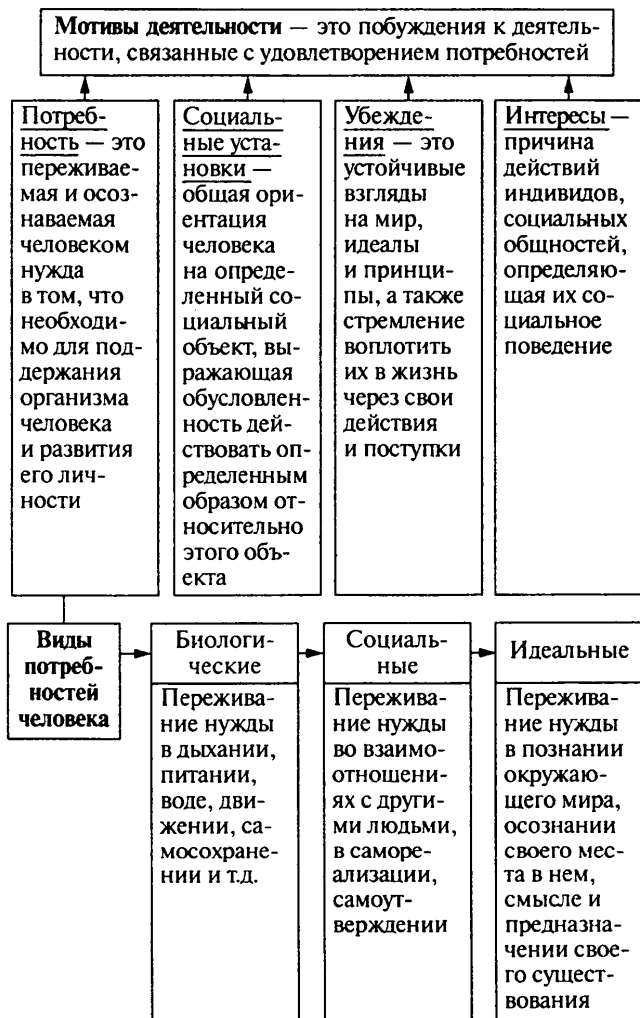 Мотивы деятельности — это побуждения к деятель-
ности, связанные с удовлетворением потребностей
Потреб-
ность — это
переживае-
мая и осоз-
наваемая
человеком
нужда
в том, что
необходи-
мо для под-
держания
организма
человека
и развития
его лич-
ности
Социаль-
ные уста-
новки —
общая ори-
ентация
человека
на опреде-
ленный со-
циальный
объект, вы-
ражающая
обусловлен-
ность дей-
ствовать оп-
ределенным
образом от-
носительно
этого объ-
екта
Убежде-
ния — это
устойчивые
взгляды
на мир,
идеалы
и принци-
пы, а также
стремление
воплотить
их в жизнь
через свои
действия
и поступки
Интересы —
причина
действий
индивидов,
социальных
общностей,
определяю-
щая их со-
циальное
поведение
Виды
потреб-
ностей
человека
Биологи-
ческие
Пережива-
ние нужды
в дыхании,
питании,
воде, дви-
жении, са-
мосохране-
нии и т.д.
Социаль-
ные
Пережива-
ние нужды
во взаимо-
отношени-
ях с други-
ми людьми,
в саморе-
ализации,
самоут-
верждении
Идеальные
Пережива-
ние нужды
в познании
окружаю-
щего мира,
осознании
своего мес-
та в нем,
смысле и
предназна-
чении свое-
го сущест-
вования